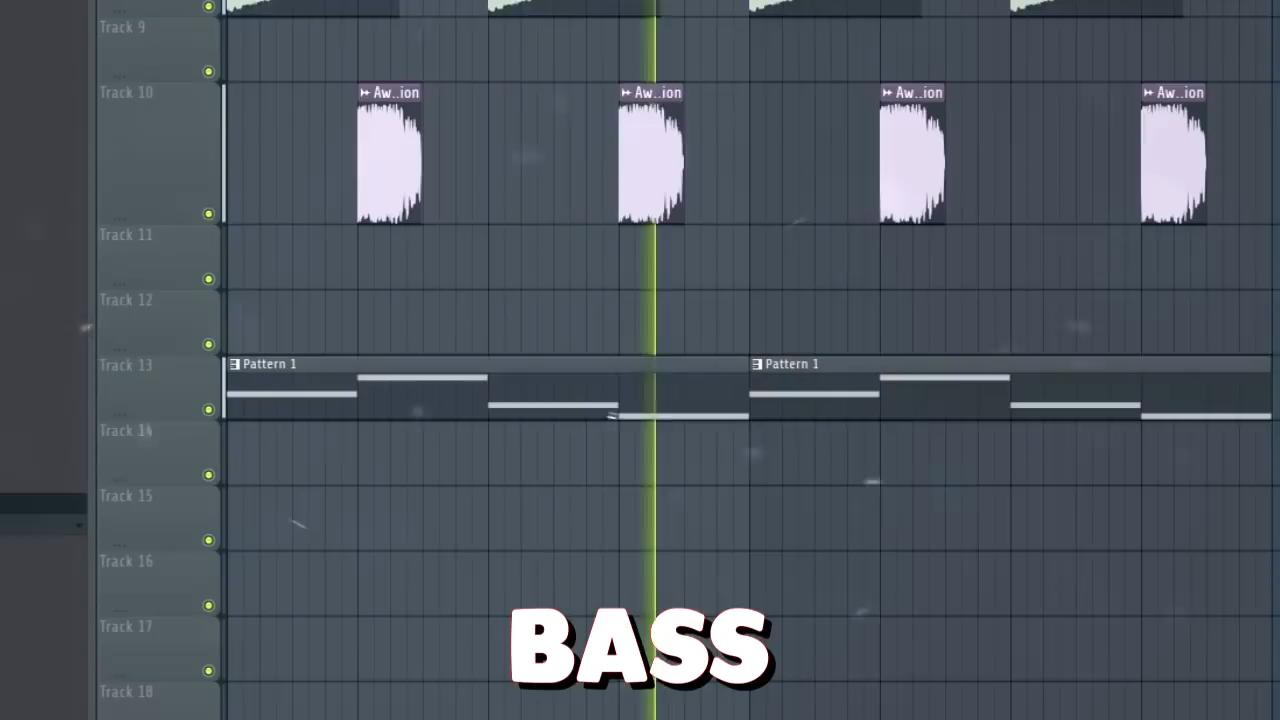 Track 9
Track 10
Aw..ion
Aw..ion
Aw..ion
Aw..ion
Track 11
Track 12
Track 13
Pattern 1
Pattern 1
Track 14
Track 15
Track 16
Track 17
BASS
Track 18